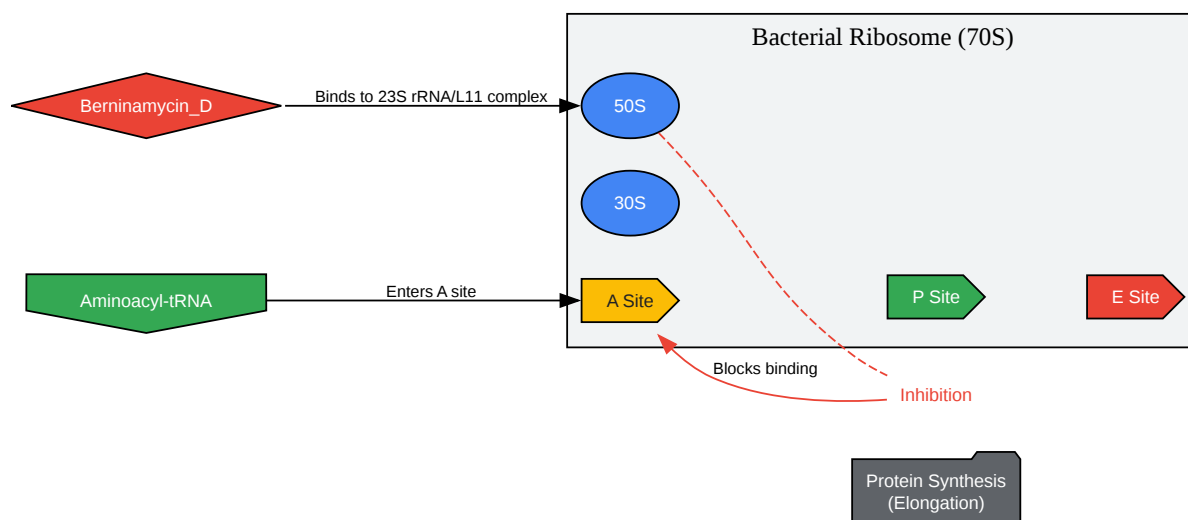 Bacterial Ribosome (70S)
Berninamycin_D
Binds to 23S rRNA/L11 complex
50S
30S
Aminoacyl-tRNA
Enters A site
A Site
P Site
E Site
Blocks binding
Inhibition
Protein Synthesis
(Elongation)